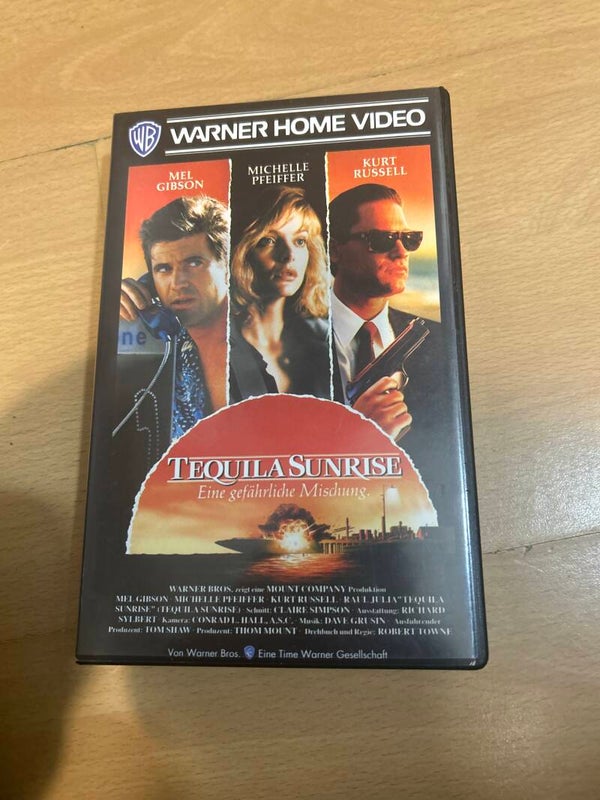 WB WARNER HOME VIDEO
MEL
GIBSON
MICHELLE
PFEIFFER
KURT
RUSSELL
ne
TEQUILA SUNRISE
Eine gefährliche Mischung.
WARNER BROS. zeigt eine MOUNT COMPANY Produktion
MEL GIBSON · MICHELLE PFEIFFER · KURT RUSSELL · RAUL JULIA "TEQUILA
SUNRISE" (TEQUILA SUNRISE) · Schnitt: CLAIRE SIMPSON · Ausstattung: RICHARD
SYLBERT · Kamera: CONRAD L. HALL, A.S.C. · Musik: DAVE GRUSIN · Ausführender
Produzent: TOM SHAW · Produzent: THOM MOUNT · Drehbuch und Regie: ROBERT TOWNE
Von Warner Bros. Eine Time Warner Gesellschaft